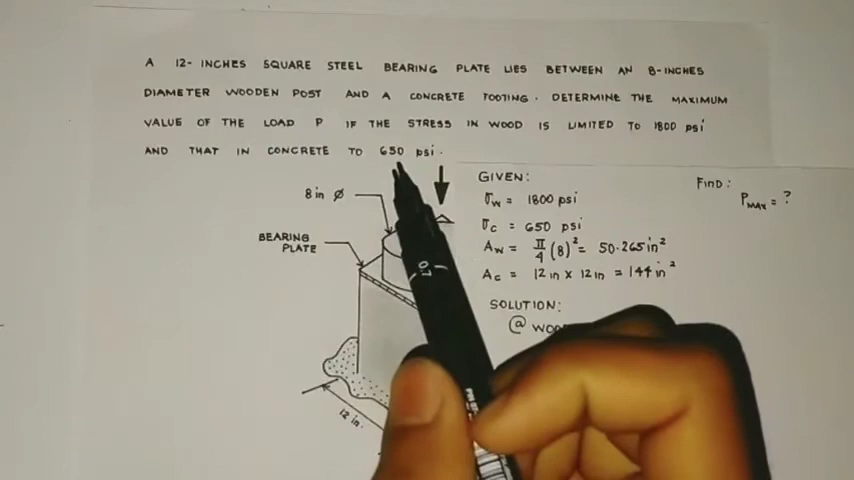 A 12- INCHES SQUARE STEEL BEARING PLATE LIES BETWEEN AN 8-INCHES
DIAMETER WOODEN POST AND A CONCRETE FOOTING. DETERMINE THE MAXIMUM
VALUE OF THE LOAD P IF THE STRESS IN WOOD IS LIMITED TO 1800 psi
AND THAT IN CONCRETE TO 650 psi.
GIVEN:
FIND:
σw = 1800 psi
PMAX = ?
8 in Ø
σc = 650 psi
BEARING
PLATE
Aw = π/4 (8)² = 50.265 in²
Ac = 12 in x 12 in = 144 in²
0.7
SOLUTION:
@ WOO
12 in.